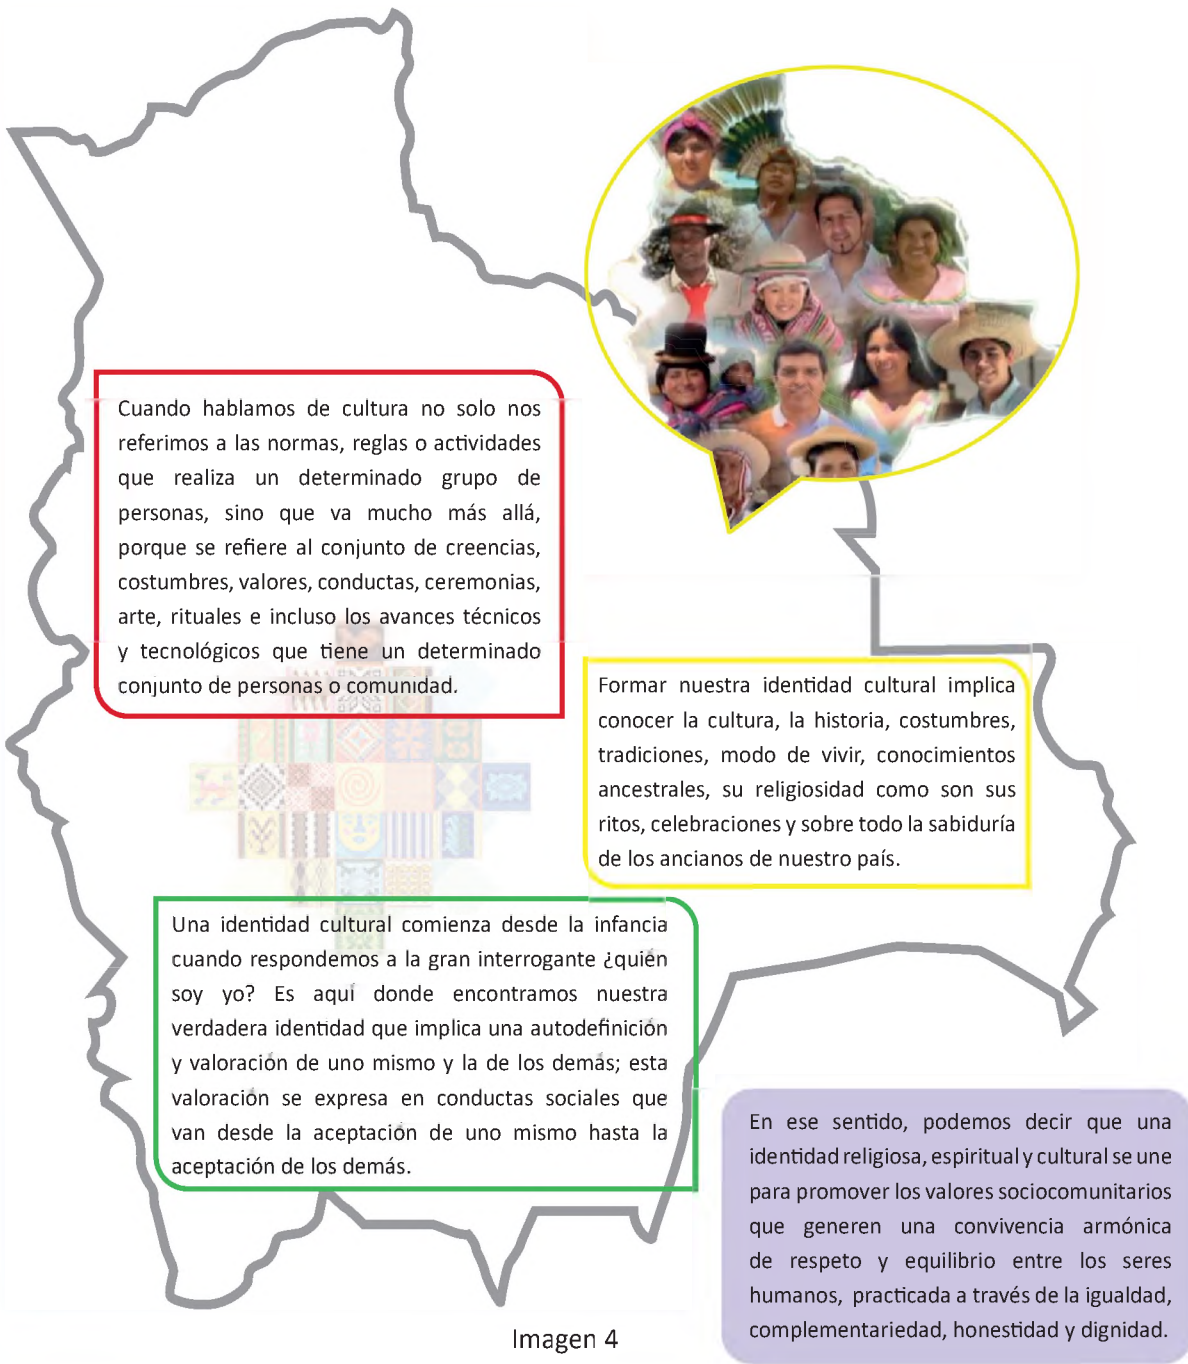 Cuando hablamos de cultura no solo nos
referimos a las normas, reglas o actividades
que realiza un determinado grupo de
personas, sino que va mucho más allá,
porque se refiere al conjunto de creencias,
costumbres, valores, conductas, ceremonias,
arte, rituales e incluso los avances técnicos
y tecnológicos que tiene un determinado
conjunto de personas o comunidad.
Formar nuestra identidad cultural implica
conocer la cultura, la historia, costumbres,
tradiciones, modo de vivir, conocimientos
ancestrales, su religiosidad como son sus
ritos, celebraciones y sobre todo la sabiduría
de los ancianos de nuestro país.
Una identidad cultural comienza desde la infancia
cuando respondemos a la gran interrogante ¿quién
soy yo? Es aquí donde encontramos nuestra
verdadera identidad que implica una autodefinición
y valoración de uno mismo y la de los demás; esta
valoración se expresa en conductas sociales que
van desde la aceptación de uno mismo hasta la
aceptación de los demás.
En ese sentido, podemos decir que una
identidad religiosa, espiritual y cultural se une
para promover los valores sociocomunitarios
que generen una convivencia armónica
de respeto y equilibrio entre los seres
humanos, practicada a través de la igualdad,
complementariedad, honestidad y dignidad.
Imagen 4